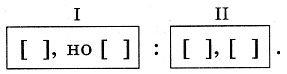 I II
[ ], но [ ] : [ ], [ ] .